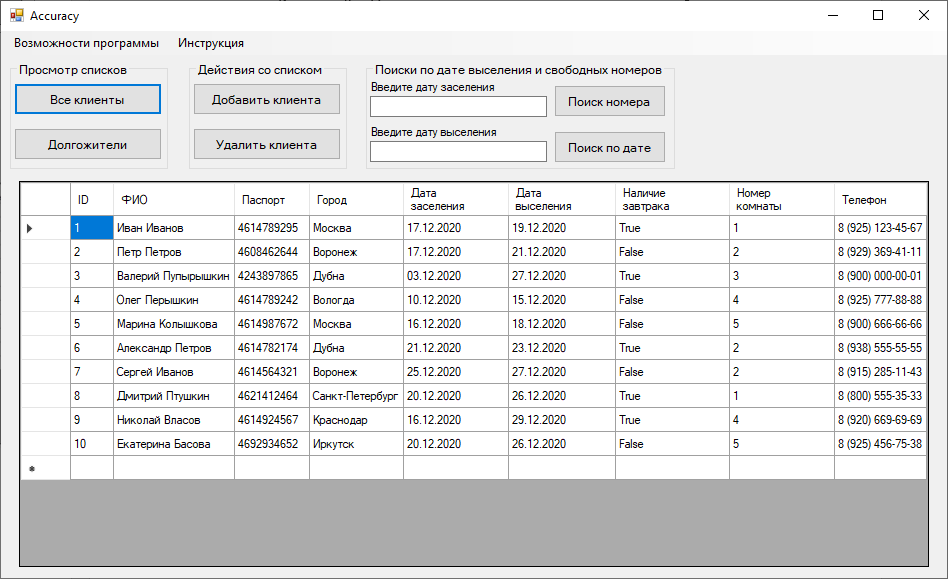 Accuracy
Возможности программы Инструкция
Просмотр списков
Все клиенты
Долгожители
Действия со списком
Добавить клиента
Удалить клиента
Поиски по дате выселения и свободных номеров
Введите дату заселения
Поиск номера
Введите дату выселения
Поиск по дате
ID ФИО Паспорт Город Дата заселения Дата выселения Наличие завтрака Номер комнаты Телефон
1 Иван Иванов 4614789295 Москва 17.12.2020 19.12.2020 True 1 8 (925) 123-45-67
2 Петр Петров 4608462644 Воронеж 17.12.2020 21.12.2020 False 2 8 (929) 369-41-11
3 Валерий Пупырышкин 4243897865 Дубна 03.12.2020 27.12.2020 True 3 8 (900) 000-00-01
4 Олег Перышкин 4614789242 Вологда 10.12.2020 15.12.2020 False 4 8 (925) 777-88-88
5 Марина Колышкова 4614987672 Москва 16.12.2020 18.12.2020 False 5 8 (900) 666-66-66
6 Александр Петров 4614782174 Дубна 21.12.2020 23.12.2020 True 2 8 (938) 555-55-55
7 Сергей Иванов 4614564321 Воронеж 25.12.2020 27.12.2020 False 2 8 (915) 285-11-43
8 Дмитрий Птушкин 4621412464 Санкт-Петербург 20.12.2020 26.12.2020 True 1 8 (800) 555-35-33
9 Николай Власов 4614924567 Краснодар 16.12.2020 29.12.2020 True 4 8 (920) 669-69-69
10 Екатерина Басова 4692934652 Иркутск 20.12.2020 26.12.2020 False 5 8 (925) 456-75-38